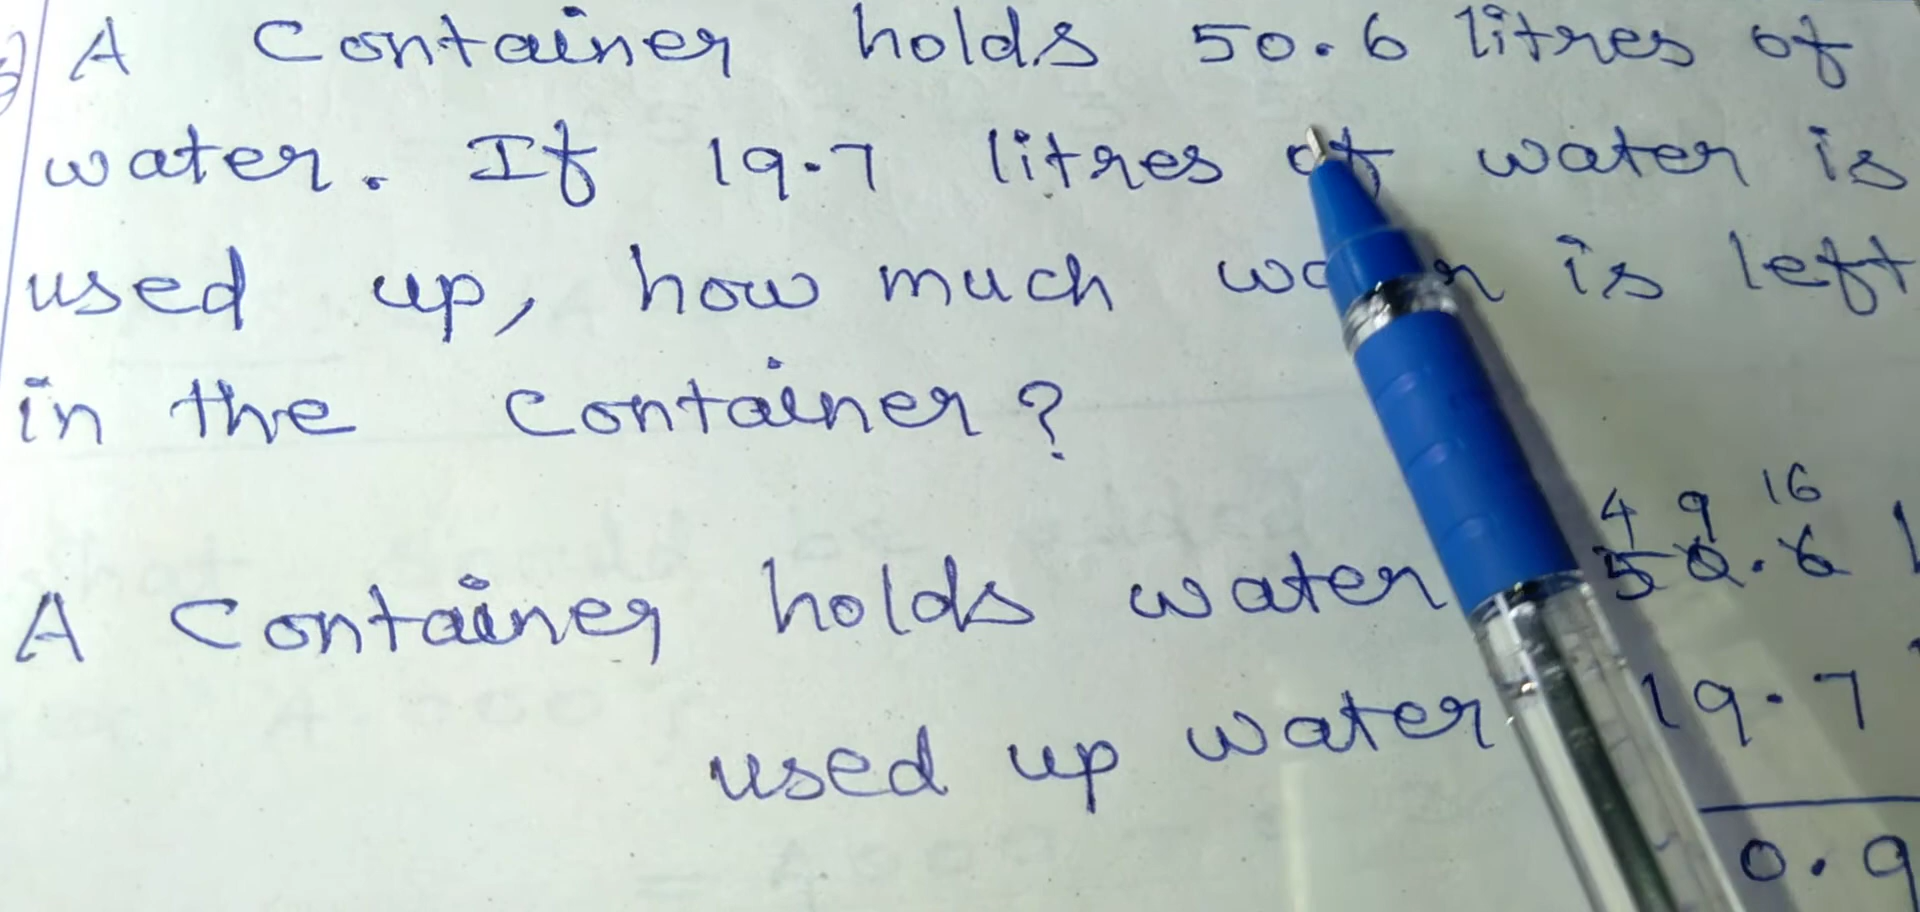 A Container holds 50.6 litres of
water. If 19.7 litres of water is
used up, how much is left
in the container?
4 9 16
A Container holds water 50.6
used up water 19.7
0.9